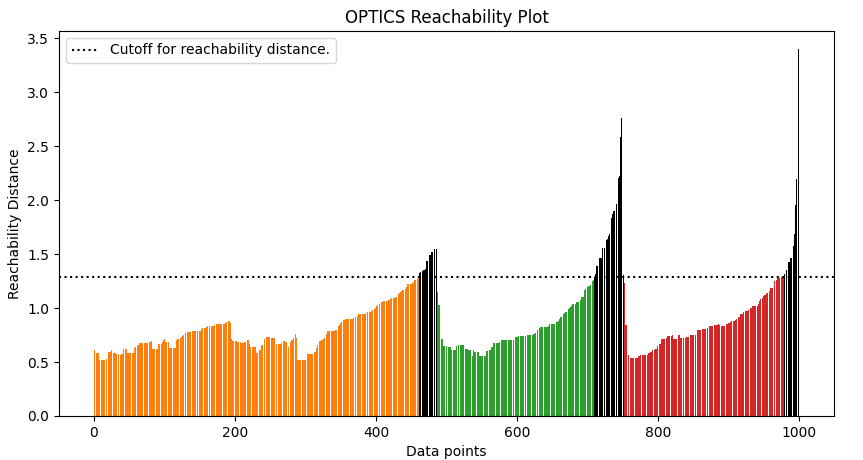 OPTICS Reachability Plot
Cutoff for reachability distance.
Reachability Distance
3.5
3.0
2.5
2.0
1.5
1.0
0.5
0.0
0 200 400 600 800 1000
Data points